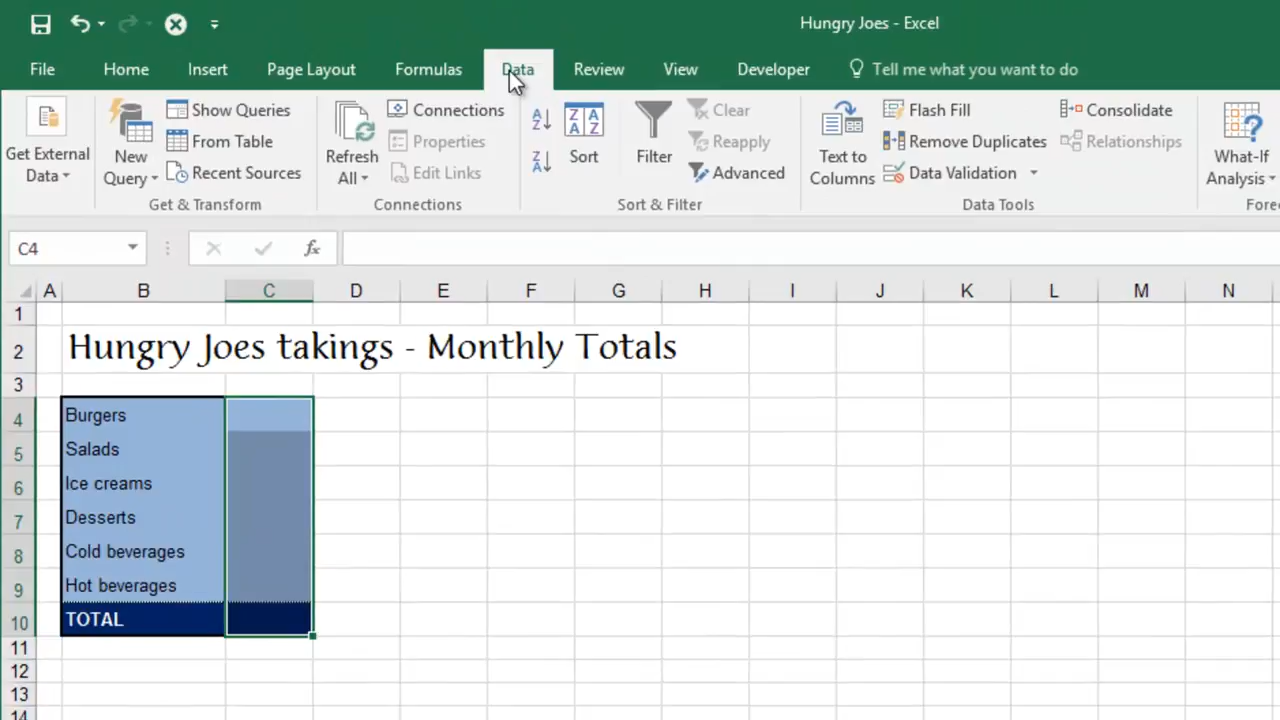 Hungry Joes - Excel
File Home Insert Page Layout Formulas Data Review View Developer Tell me what you want to do
Get External Data
New Query
Show Queries
From Table
Recent Sources
Get & Transform
Refresh All
Connections
Properties
Edit Links
Connections
A Z
Z A
Z A A Z
Sort
Filter
Clear
Reapply
Advanced
Sort & Filter
Text to Columns
Flash Fill
Remove Duplicates
Data Validation
Consolidate
Relationships
Data Tools
What-If Analysis
Fore
C4
fx
A B C D E F G H I J K L M N
1
2 Hungry Joes takings - Monthly Totals
3
4 Burgers
5 Salads
6 Ice creams
7 Desserts
8 Cold beverages
9 Hot beverages
10 TOTAL
11
12
13
14